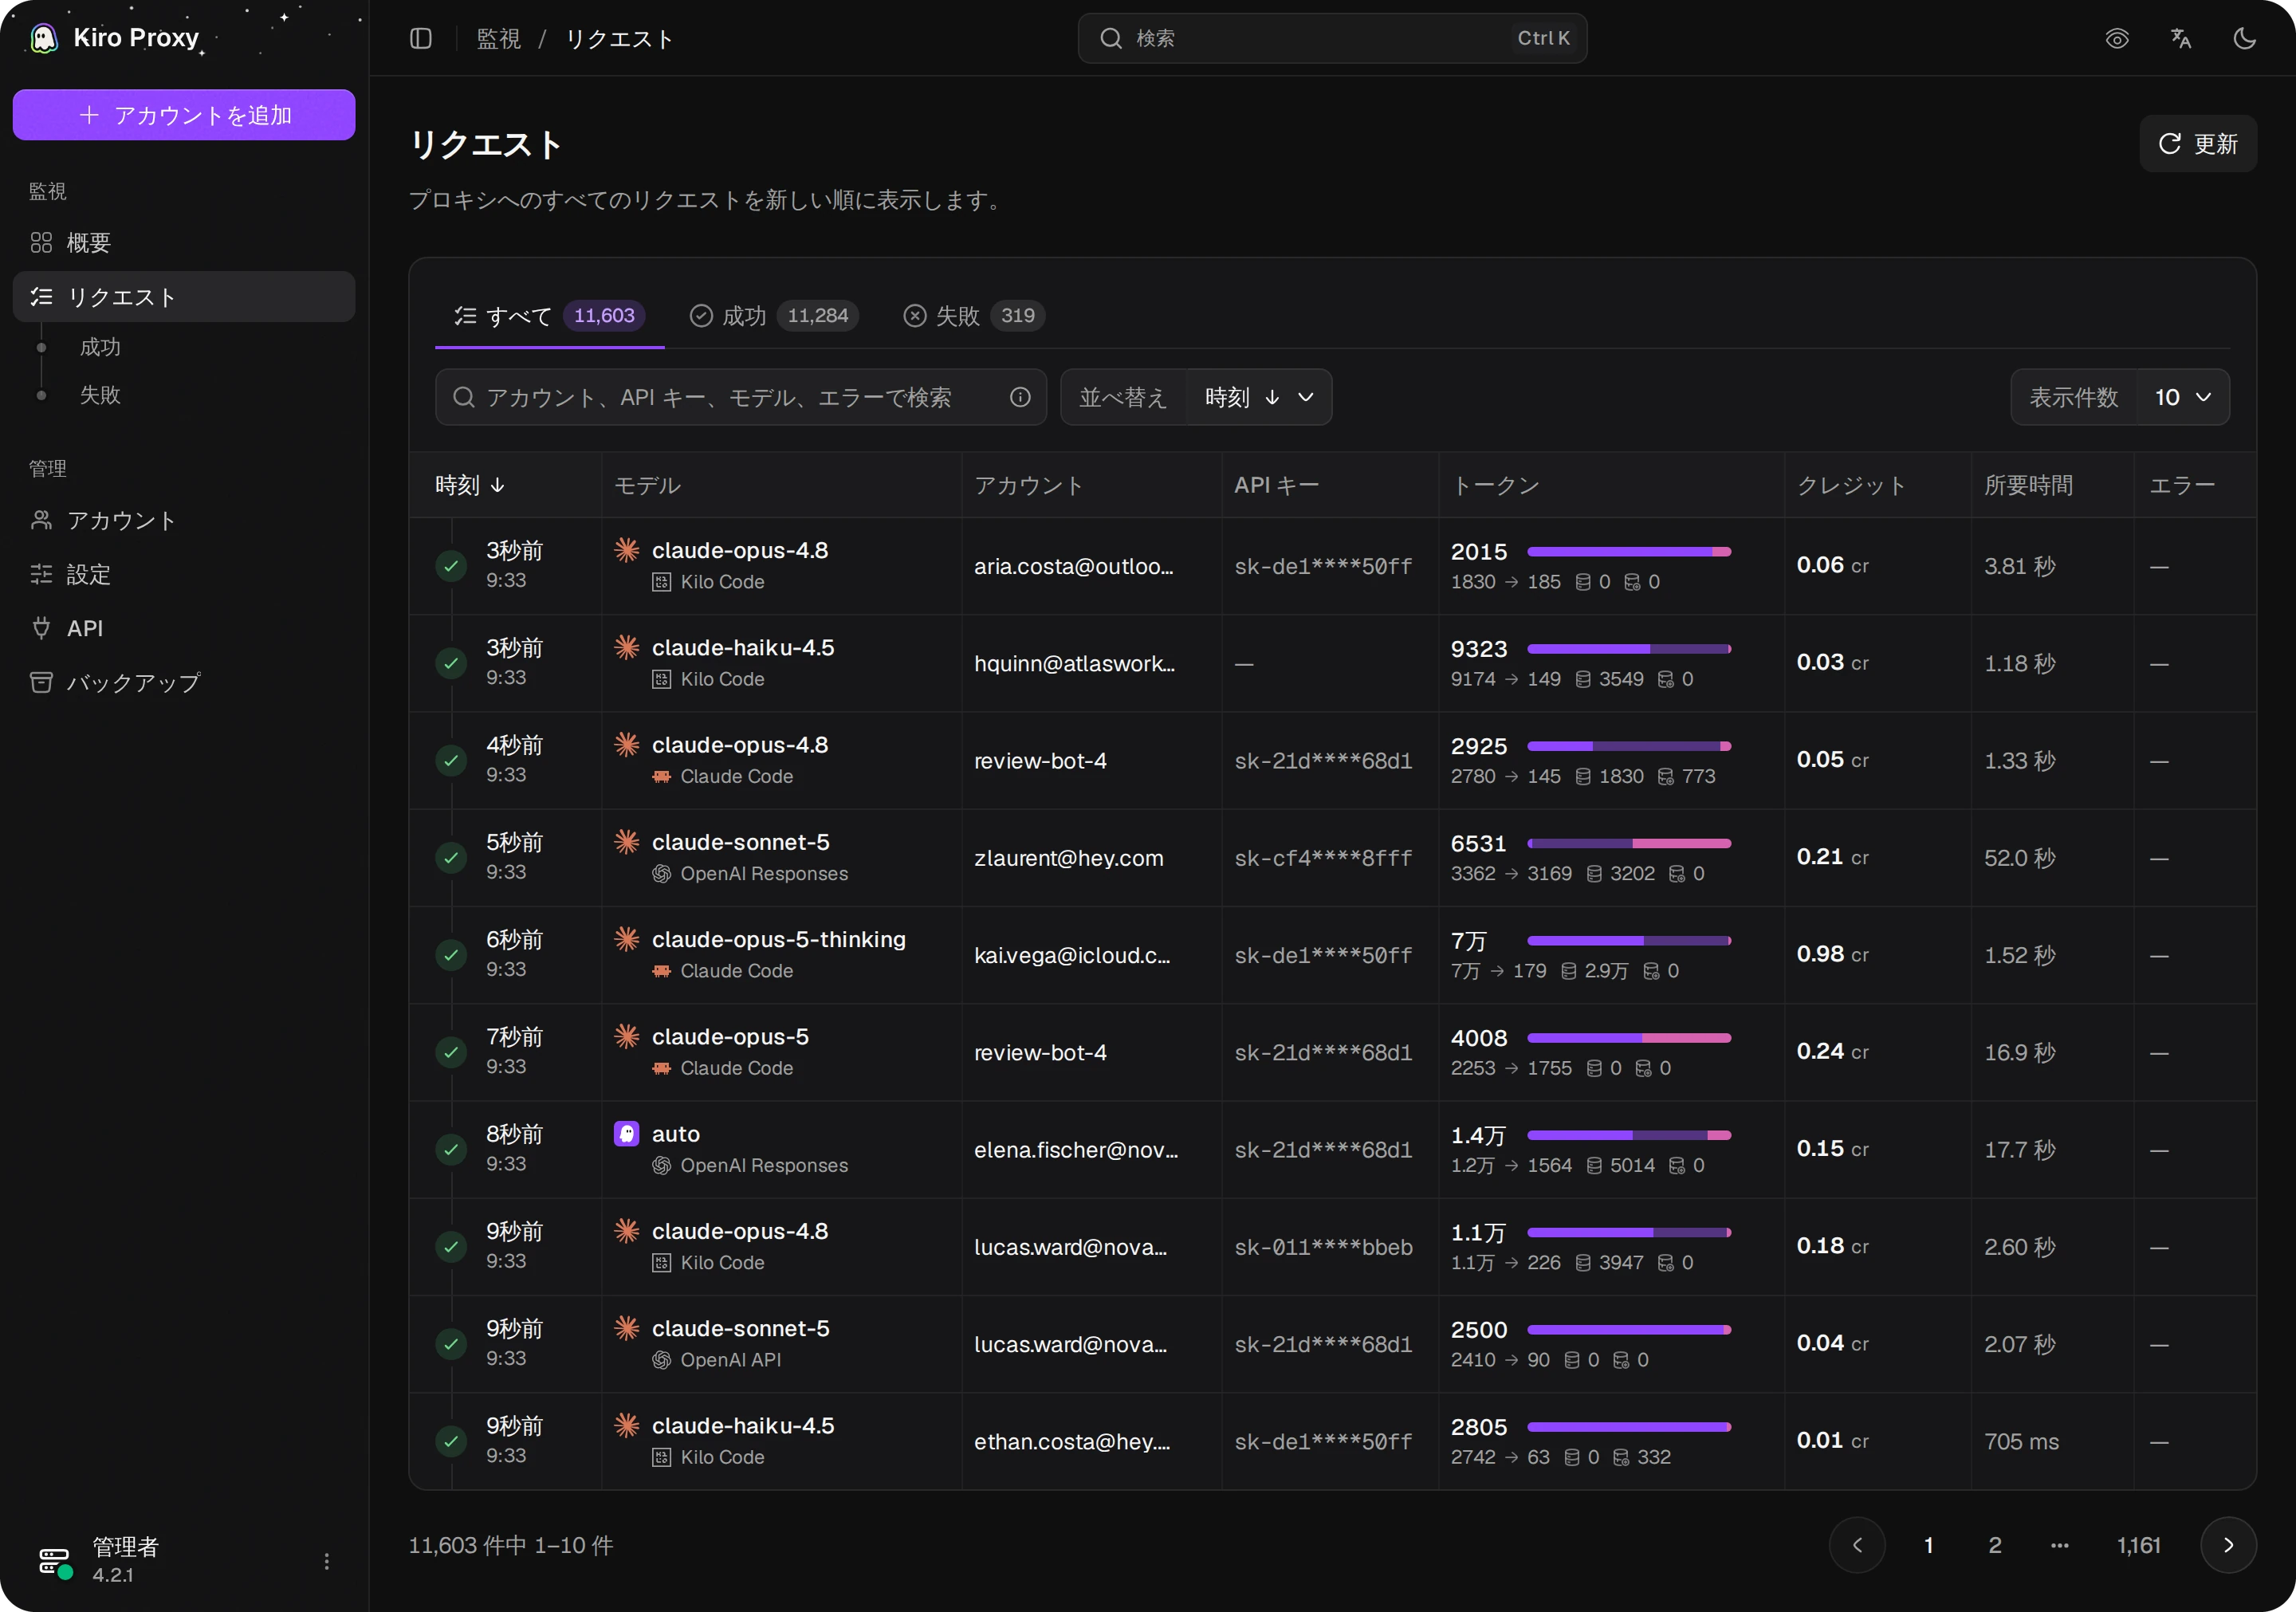 Kiro Proxy
アカウントを追加
監視
概要
リクエスト
成功
失敗
管理
アカウント
設定
API
バックアップ
管理者
4.2.1
監視 / リクエスト
検索 Ctrl K
リクエスト
更新
プロキシへのすべてのリクエストを新しい順に表示します。
すべて 11,603 成功 11,284 失敗 319
アカウント、API キー、モデル、エラーで検索 並べ替え 時刻 ↓ 表示件数 10
時刻 ↓ モデル アカウント API キー トークン クレジット 所要時間 エラー
3秒前 claude-opus-4.8 aria.costa@outloo... sk-de1****50ff 2015 0.06 cr 3.81 秒 —
9:33 Kilo Code 1830 → 185 0 0
3秒前 claude-haiku-4.5 hquinn@atlaswork... — 9323 0.03 cr 1.18 秒 —
9:33 Kilo Code 9174 → 149 3549 0
4秒前 claude-opus-4.8 review-bot-4 sk-21d****68d1 2925 0.05 cr 1.33 秒 —
9:33 Claude Code 2780 → 145 1830 773
5秒前 claude-sonnet-5 zlaurent@hey.com sk-cf4****8fff 6531 0.21 cr 52.0 秒 —
9:33 OpenAI Responses 3362 → 3169 3202 0
6秒前 claude-opus-5-thinking kai.vega@icloud.c... sk-de1****50ff 7万 0.98 cr 1.52 秒 —
9:33 Claude Code 7万 → 179 2.9万 0
7秒前 claude-opus-5 review-bot-4 sk-21d****68d1 4008 0.24 cr 16.9 秒 —
9:33 Claude Code 2253 → 1755 0 0
8秒前 auto elena.fischer@nov... sk-21d****68d1 1.4万 0.15 cr 17.7 秒 —
9:33 OpenAI Responses 1.2万 → 1564 5014 0
9秒前 claude-opus-4.8 lucas.ward@nova... sk-011****bbeb 1.1万 0.18 cr 2.60 秒 —
9:33 Kilo Code 1.1万 → 226 3947 0
9秒前 claude-sonnet-5 lucas.ward@nova... sk-21d****68d1 2500 0.04 cr 2.07 秒 —
9:33 OpenAI API 2410 → 90 0 0
9秒前 claude-haiku-4.5 ethan.costa@hey.... sk-de1****50ff 2805 0.01 cr 705 ms —
9:33 Kilo Code 2742 → 63 0 332
11,603 件中 1–10 件 1 2 ••• 1,161